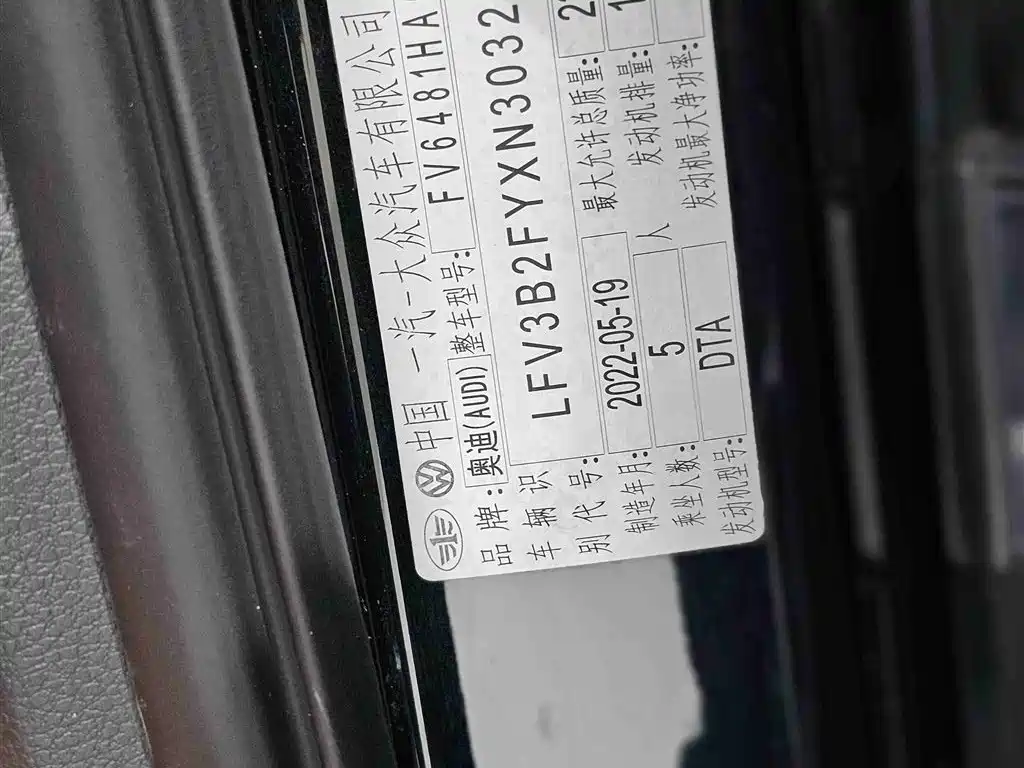 中国一汽-大众汽车有限公司
品牌:奥迪(AUDI) 整车型号:FV6481HA
车辆识别代号:LFV3B2FYXN3032
制造年月:2022-05-19 最大允许总质量:2
乘坐人数:5人 发动机排量:1
发动机型号:DTA 发动机最大净功率: